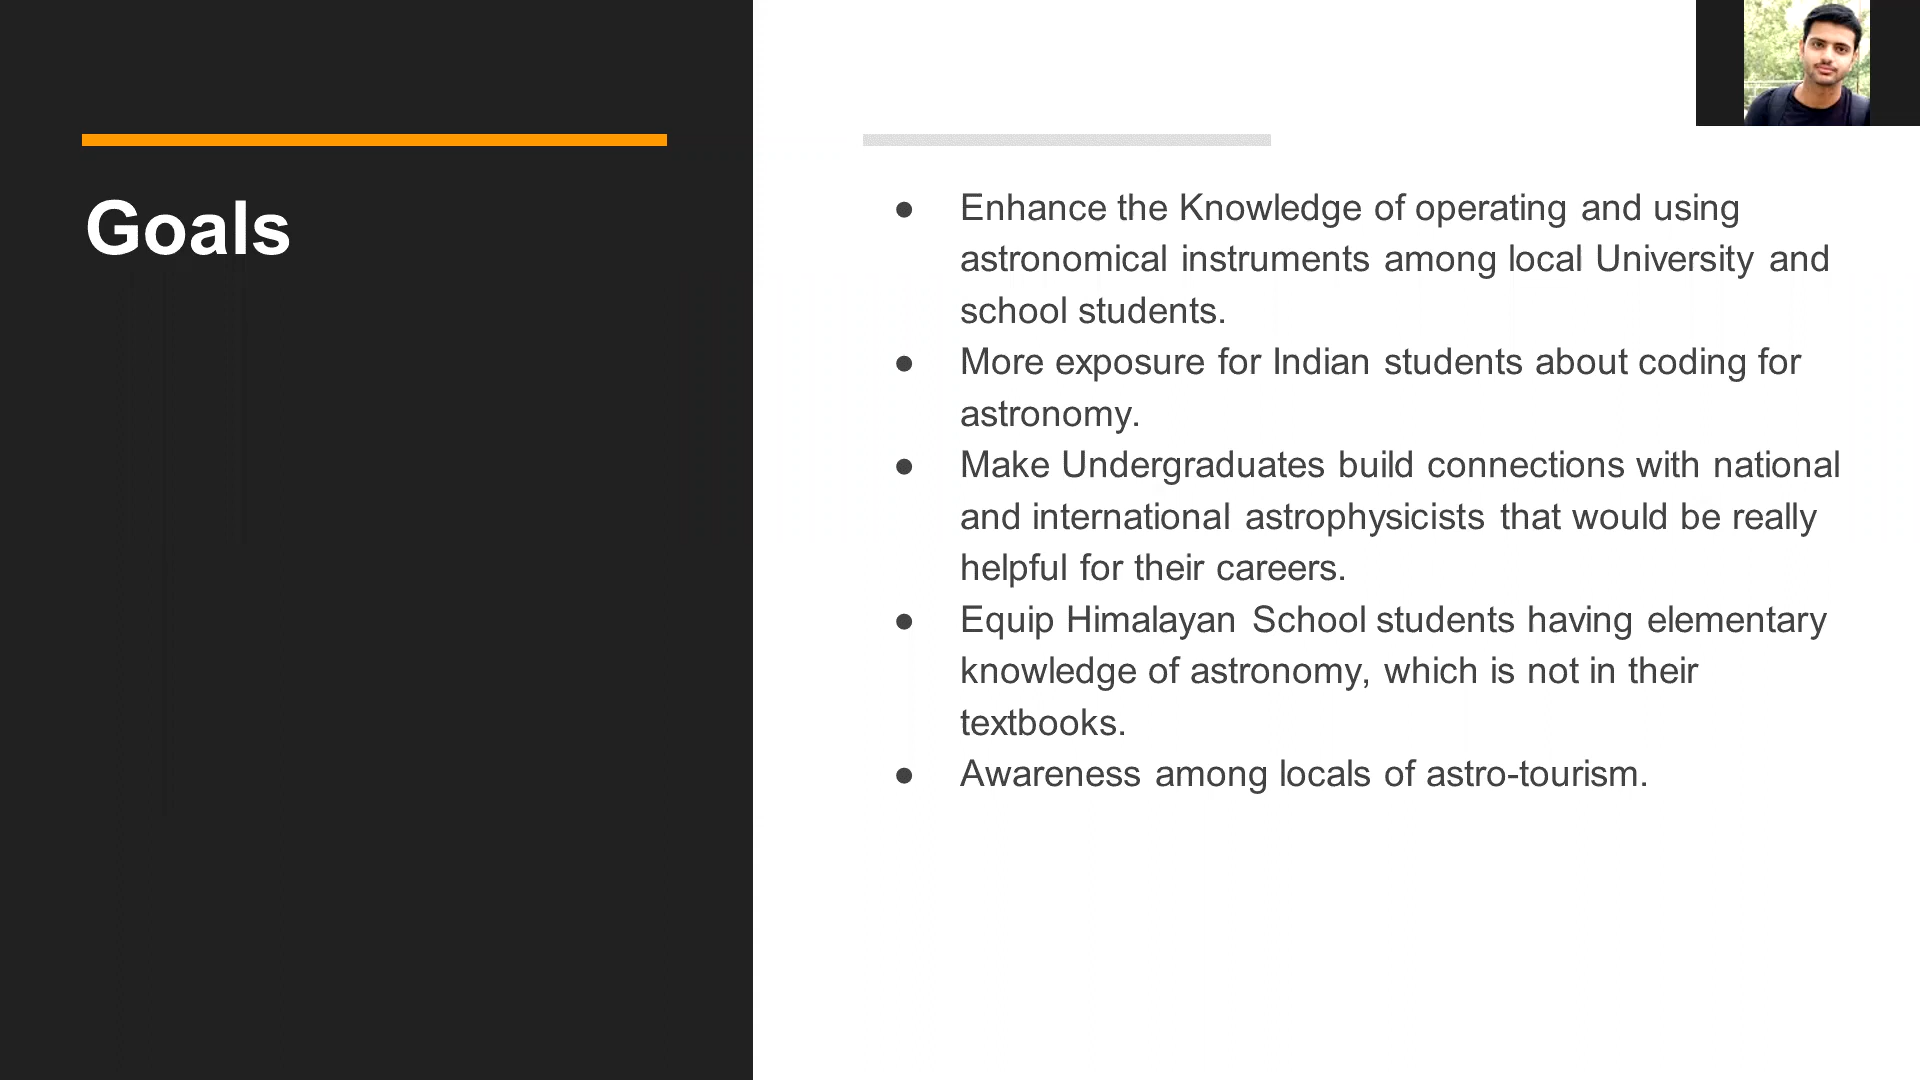 Goals
● Enhance the Knowledge of operating and using
astronomical instruments among local University and
school students.
● More exposure for Indian students about coding for
astronomy.
● Make Undergraduates build connections with national
and international astrophysicists that would be really
helpful for their careers.
● Equip Himalayan School students having elementary
knowledge of astronomy, which is not in their
textbooks.
● Awareness among locals of astro-tourism.